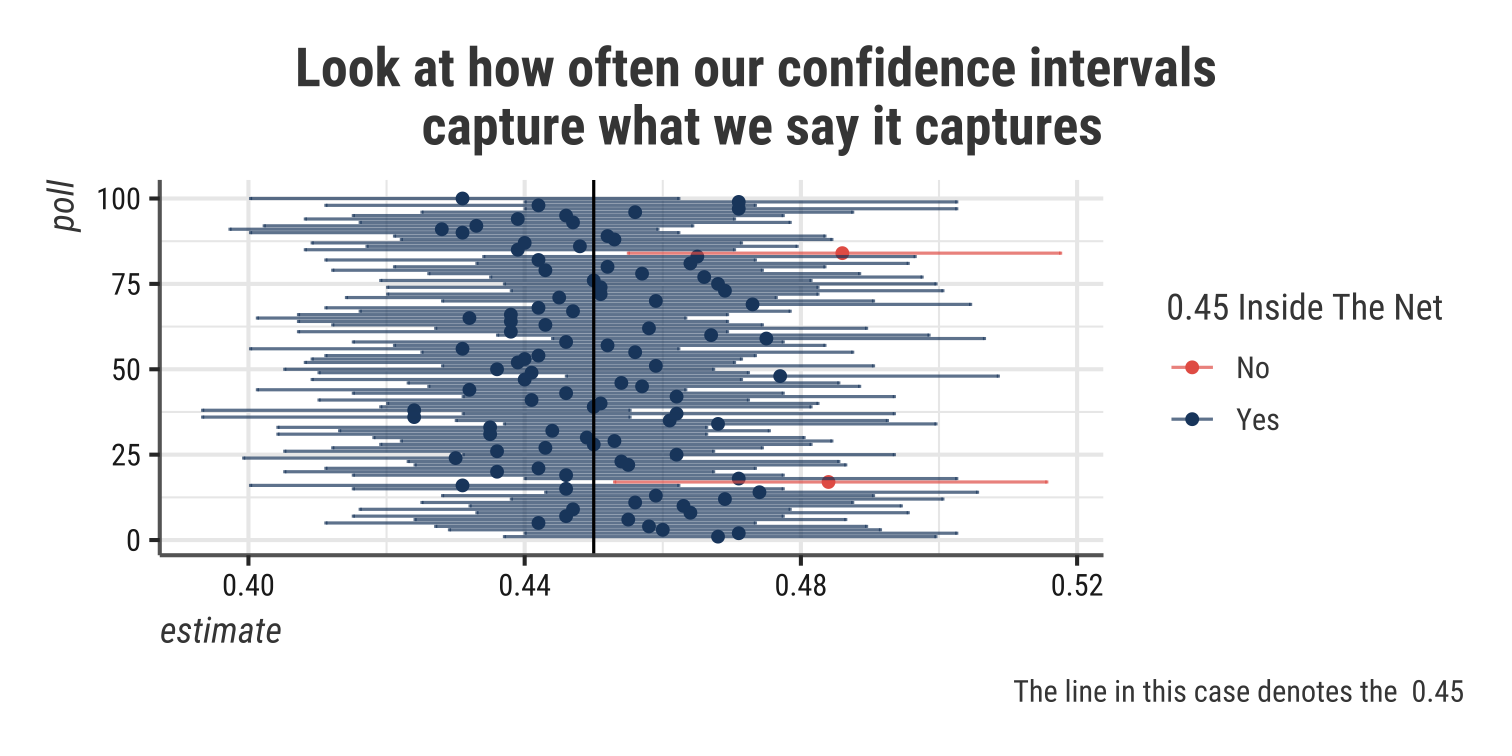 Look at how often our confidence intervals
capture what we say it captures
poll
100
75
50
25
0
0.40 0.44 0.48 0.52
estimate
0.45 Inside The Net
No
Yes
The line in this case denotes the 0.45